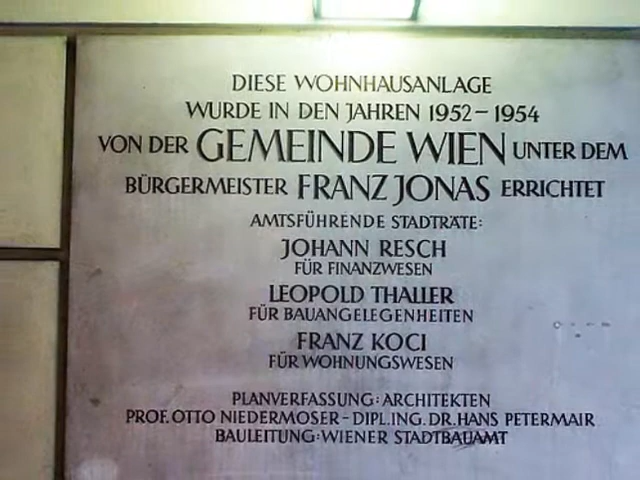 DIESE WOHNHAUSANLAGE
WURDE IN DEN JAHREN 1952-1954
VON DER GEMEINDE WIEN UNTER DEM
BÜRGERMEISTER FRANZ JONAS ERRICHTET
AMTSFÜHRENDE STADTRÄTE:
JOHANN RESCH
FÜR FINANZWESEN
LEOPOLD THALLER
FÜR BAUANGELEGENHEITEN
FRANZ KOCI
FÜR WOHNUNGSWESEN
PLANVERFASSUNG: ARCHITEKTEN
PROF. OTTO NIEDERMOSER-DIPL.ING. DR. HANS PETERMAIR
BAULEITUNG: WIENER STADTBAUAMT